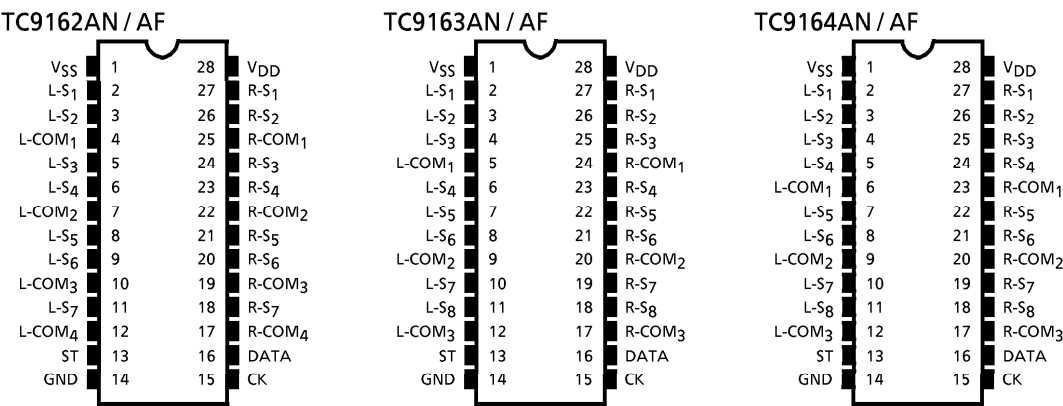 TC9162AN / AF TC9163AN / AF TC9164AN / AF
VSS 1 28 VDD VSS 1 28 VDD VSS 1 28 VDD
L-S1 2 27 R-S1 L-S1 2 27 R-S1 L-S1 2 27 R-S1
L-S2 3 26 R-S2 L-S2 3 26 R-S2 L-S2 3 26 R-S2
L-COM1 4 25 R-COM1 L-S3 4 25 R-S3 L-S3 4 25 R-S3
L-S3 5 24 R-S3 L-COM1 5 24 R-COM1 L-S4 5 24 R-S4
L-S4 6 23 R-S4 L-S4 6 23 R-S4 L-COM1 6 23 R-COM1
L-COM2 7 22 R-COM2 L-S5 7 22 R-S5 L-S5 7 22 R-S5
L-S5 8 21 R-S5 L-S6 8 21 R-S6 L-S6 8 21 R-S6
L-S6 9 20 R-S6 L-COM2 9 20 R-COM2 L-COM2 9 20 R-COM2
L-COM3 10 19 R-COM3 L-S7 10 19 R-S7 L-S7 10 19 R-S7
L-S7 11 18 R-S7 L-S8 11 18 R-S8 L-S8 11 18 R-S8
L-COM4 12 17 R-COM4 L-COM3 12 17 R-COM3 L-COM3 12 17 R-COM3
ST 13 16 DATA ST 13 16 DATA ST 13 16 DATA
GND 14 15 CK GND 14 15 CK GND 14 15 CK